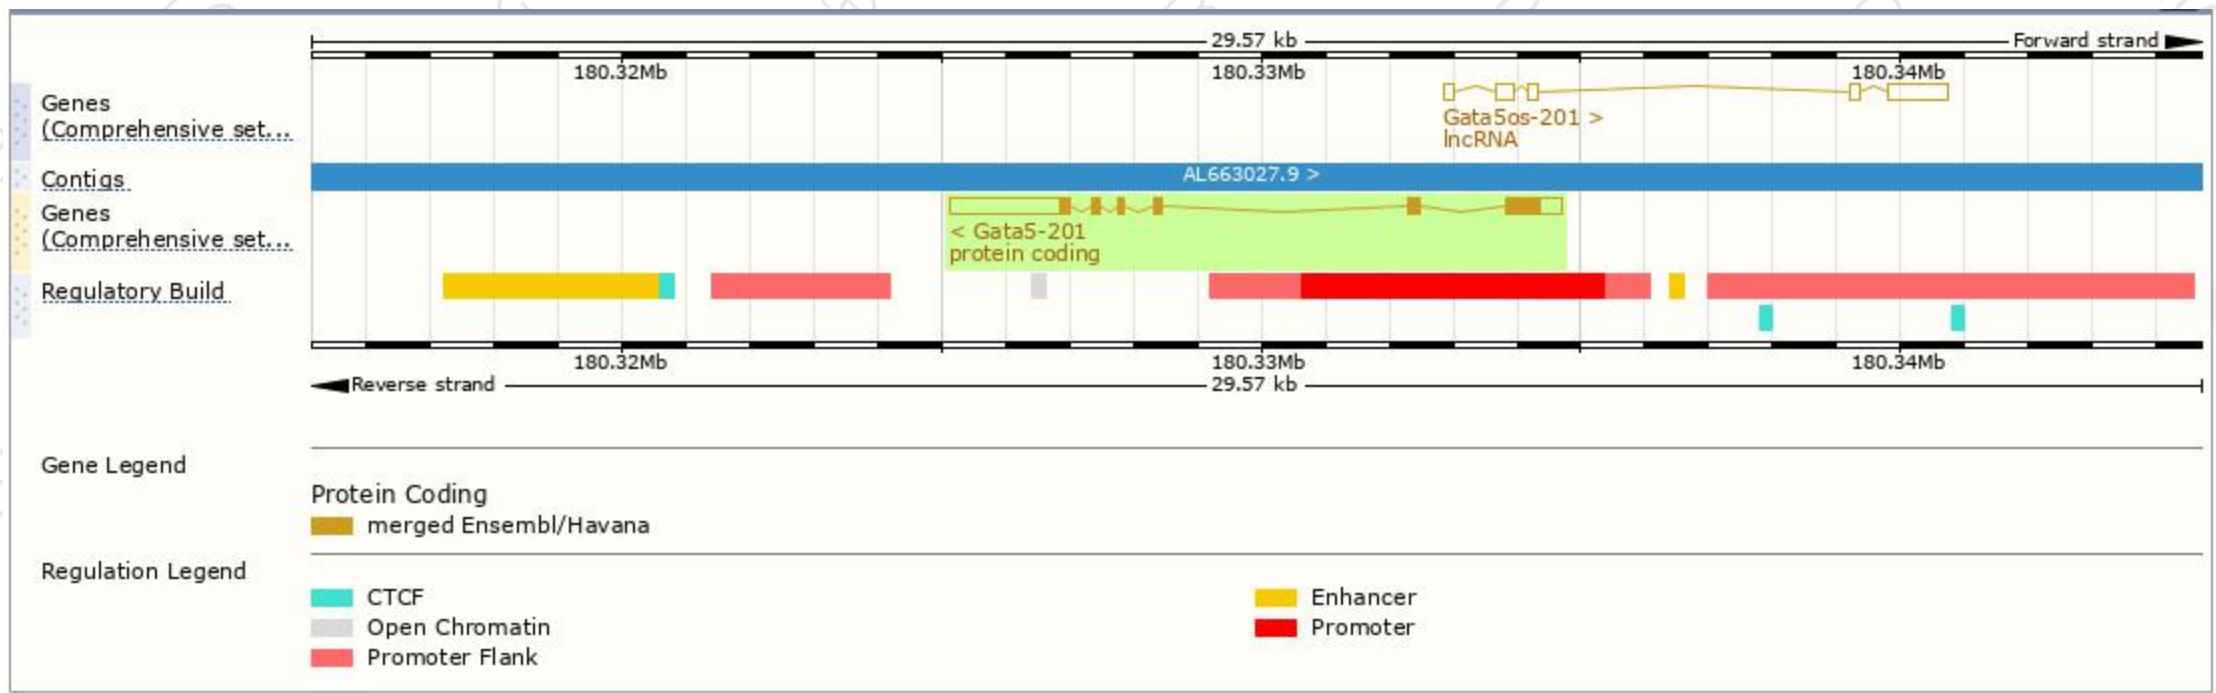 29.57 kb
Forward strand
180.32Mb
180.33Mb
180.34Mb
Genes
(Comprehensive set...
Gata5os-201 >
lncRNA
Contigs
AL663027.9 >
Genes
(Comprehensive set...
< Gata5-201
protein coding
Regulatory Build
180.32Mb
180.33Mb
180.34Mb
Reverse strand
29.57 kb
Gene Legend
Protein Coding
merged Ensembl/Havana
Regulation Legend
CTCF
Enhancer
Open Chromatin
Promoter
Promoter Flank